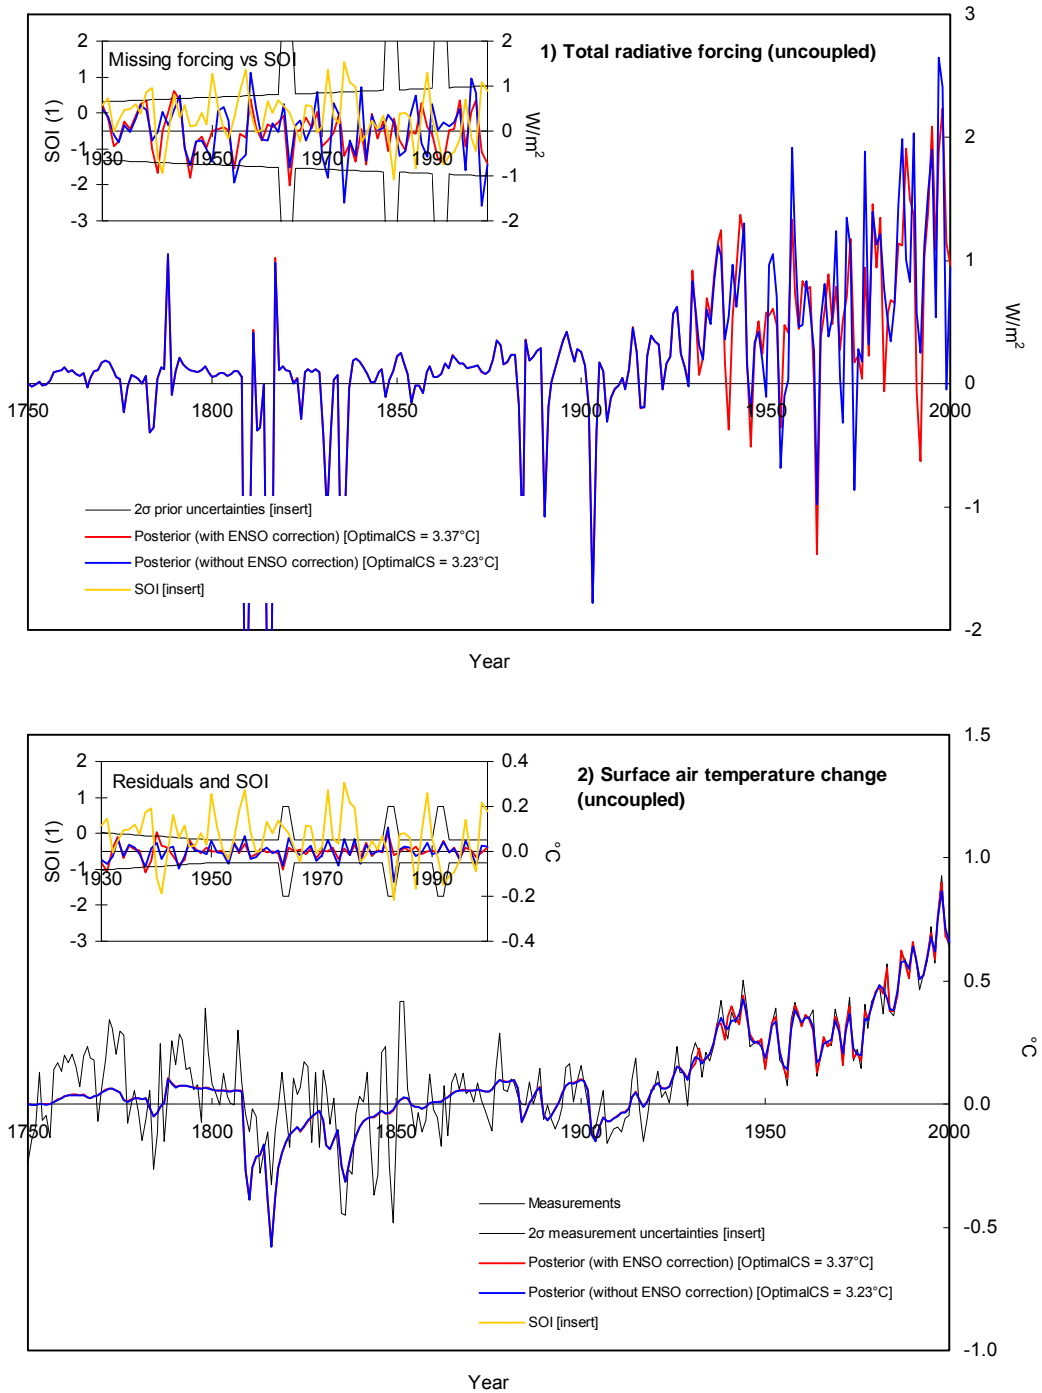 3
2
1
0
-1
-2
W/m2
1) Total radiative forcing (uncoupled)
Missing forcing vs SOI
2
1
0
-1
-2
-3
SOI (1)
2
1
0
-1
-2
W/m2
1930 1950 1970 1990
1750 1800 1850 1900 1950 2000
2σ prior uncertainties [insert]
Posterior (with ENSO correction) [OptimalCS = 3.37°C]
Posterior (without ENSO correction) [OptimalCS = 3.23°C]
SOI [insert]
Year
1.5
1.0
0.5
0.0
-0.5
-1.0
°C
2) Surface air temperature change
(uncoupled)
Residuals and SOI
2
1
0
-1
-2
-3
SOI (1)
0.4
0.2
0.0
-0.2
-0.4
°C
1930 1950 1970 1990
1750 1800 1850 1900 1950 2000
Measurements
2σ measurement uncertainties [insert]
Posterior (with ENSO correction) [OptimalCS = 3.37°C]
Posterior (without ENSO correction) [OptimalCS = 3.23°C]
SOI [insert]
Year